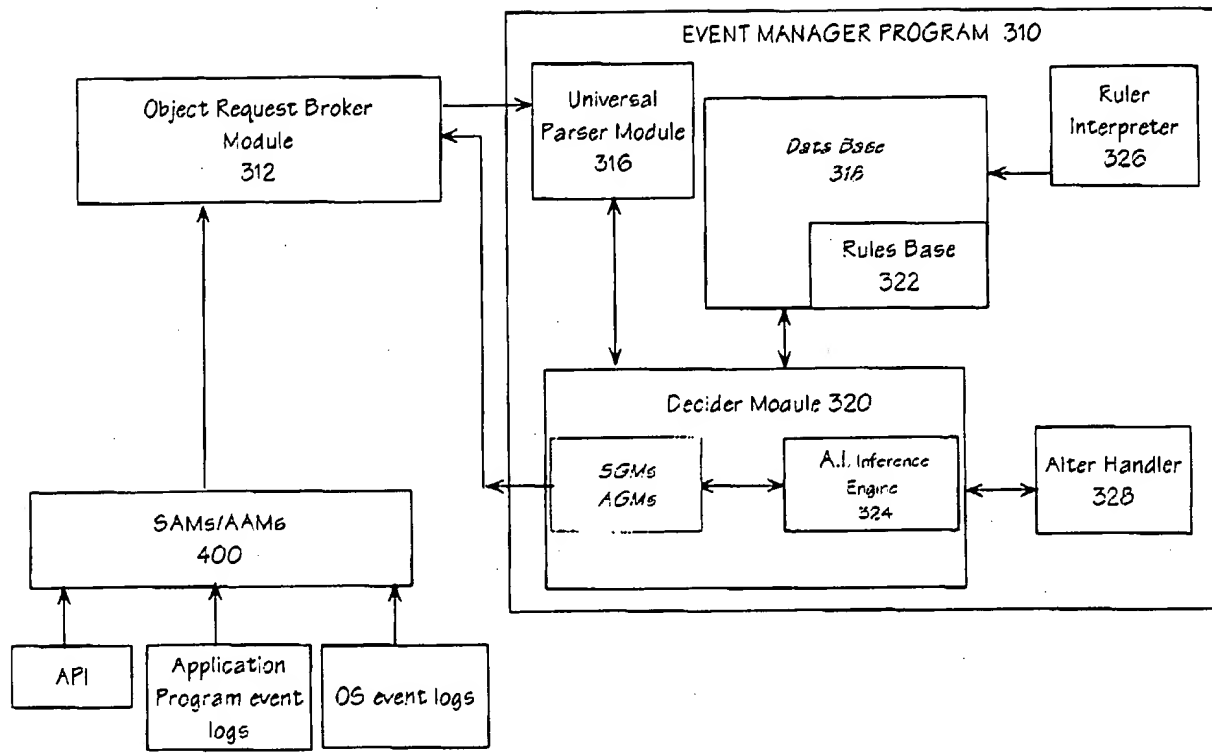 EVENT MANAGER PROGRAM 310
Object Request Broker
Module
312
Universal
Parser Module
316
Data Base
318
Rules Base
322
Ruler
Interpreter
326
Decider Module 320
SGMs
AGMs
A.I. Inference
Engine
324
Alter Handler
328
SAMs/AAMs
400
API
Application
Program event
logs
OS event logs